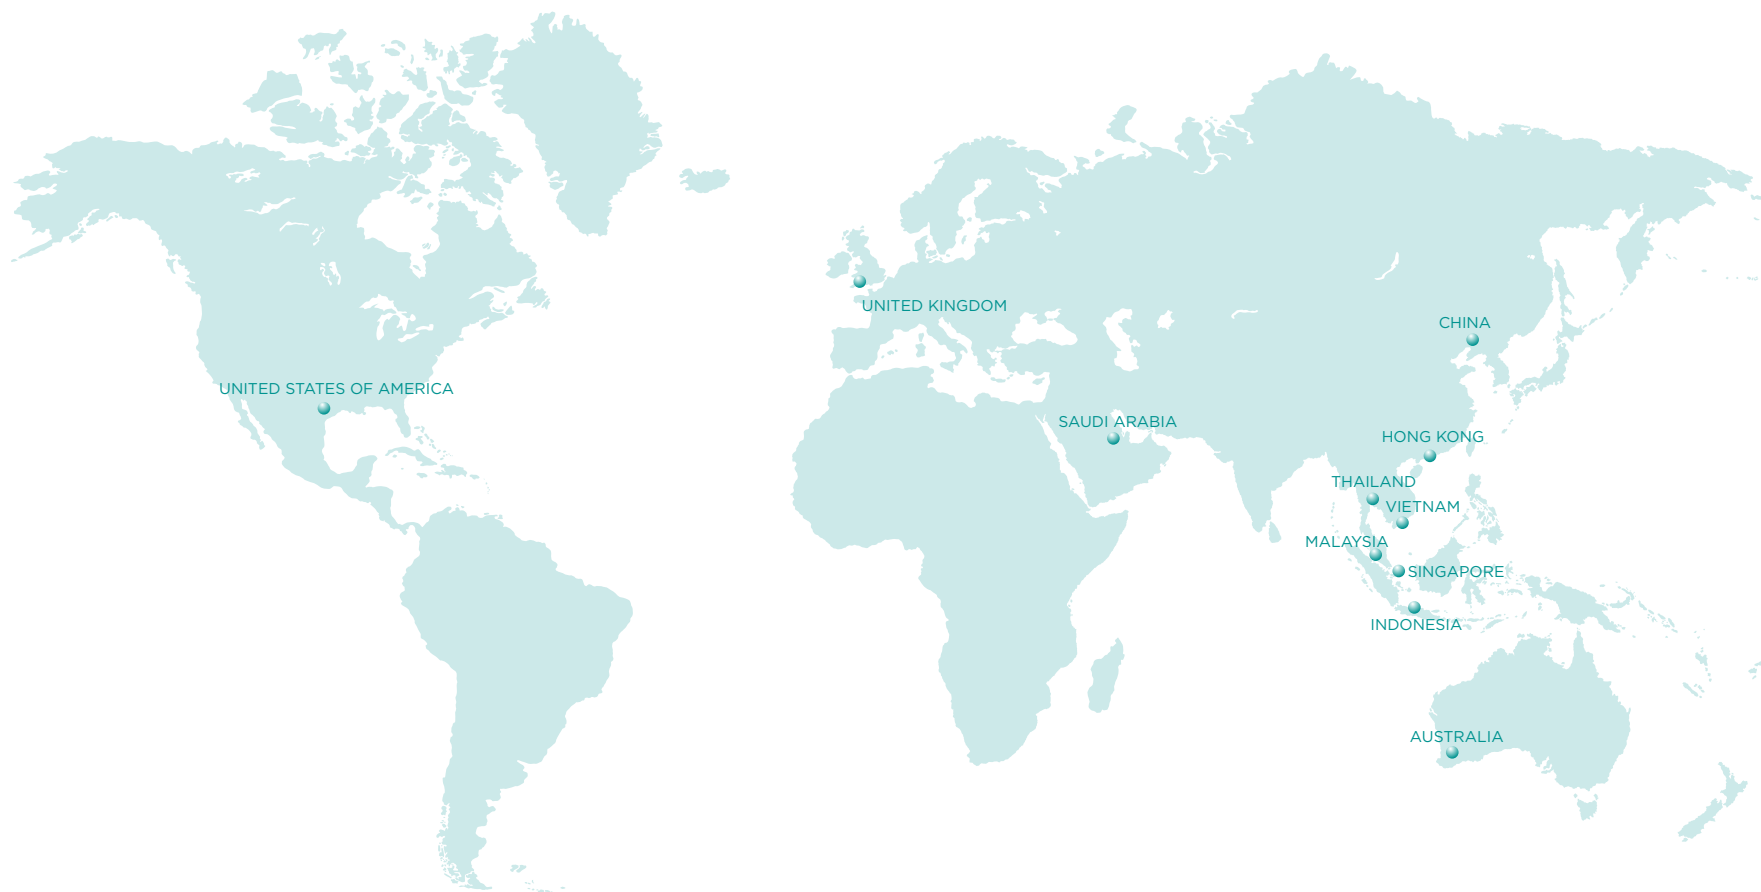 UNITED KINGDOM
CHINA
UNITED STATES OF AMERICA
SAUDI ARABIA
HONG KONG
THAILAND
VIETNAM
MALAYSIA
SINGAPORE
INDONESIA
AUSTRALIA